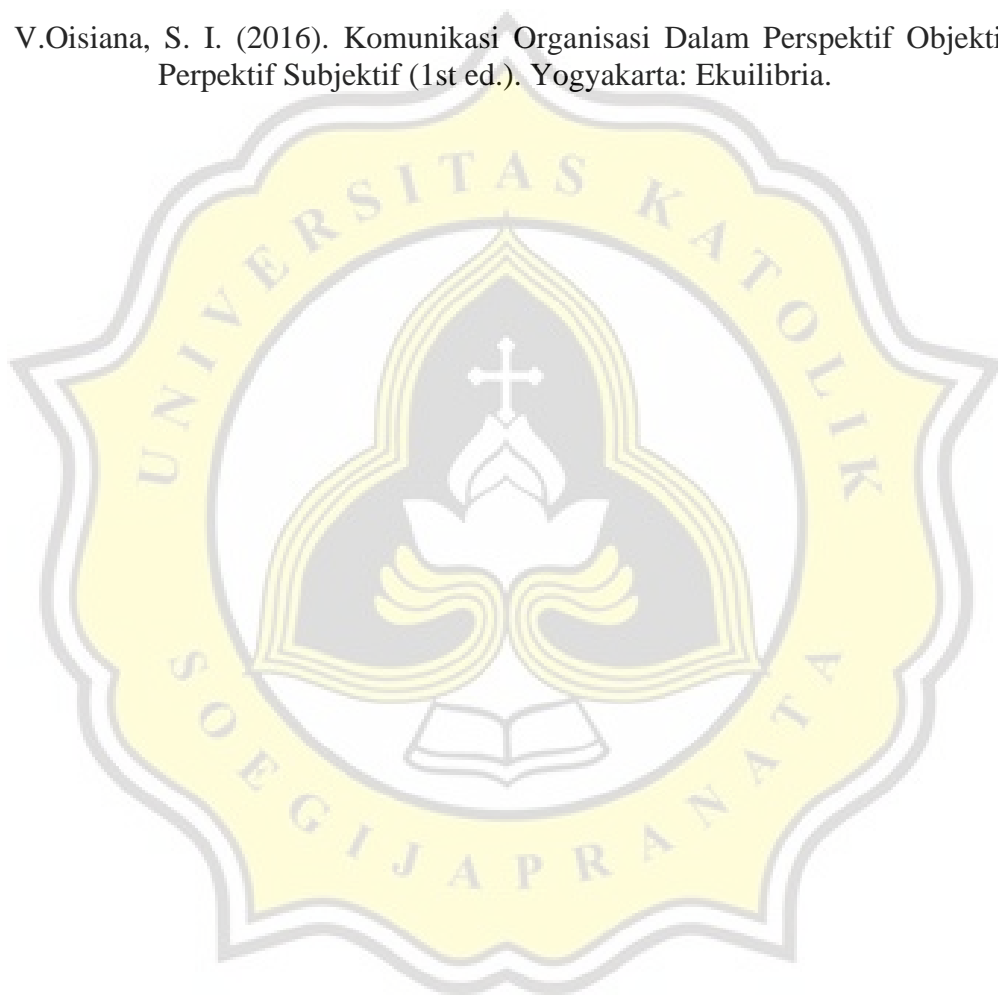 V.Oisiana, S. I. (2016). Komunikasi Organisasi Dalam Perspektif Objekti
Perpektif Subjektif (1st ed.). Yogyakarta: Ekuilibria.
UNIVERSITAS KATOLIK
SOEGIJAPRANATA